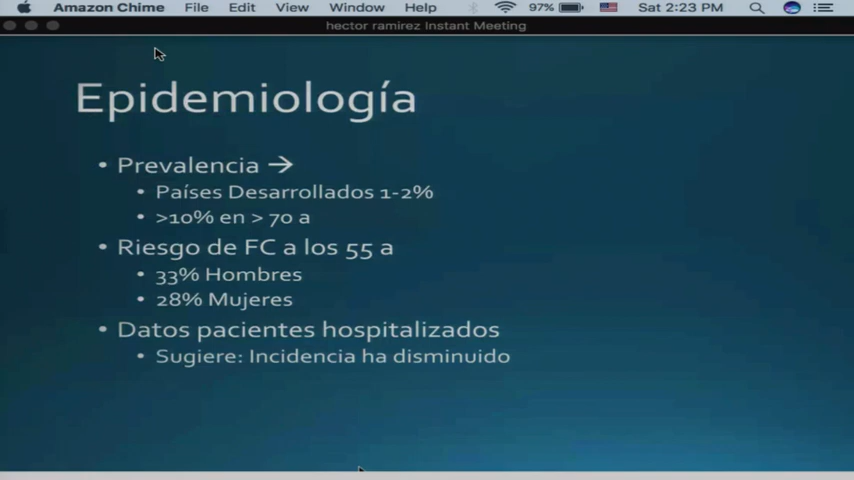 Amazon Chime File Edit View Window Help 97% Sat 2:23 PM
hector ramirez Instant Meeting
Epidemiología
• Prevalencia →
• Países Desarrollados 1-2%
• >10% en > 70 a
• Riesgo de FC a los 55 a
• 33% Hombres
• 28% Mujeres
• Datos pacientes hospitalizados
• Sugiere: Incidencia ha disminuido